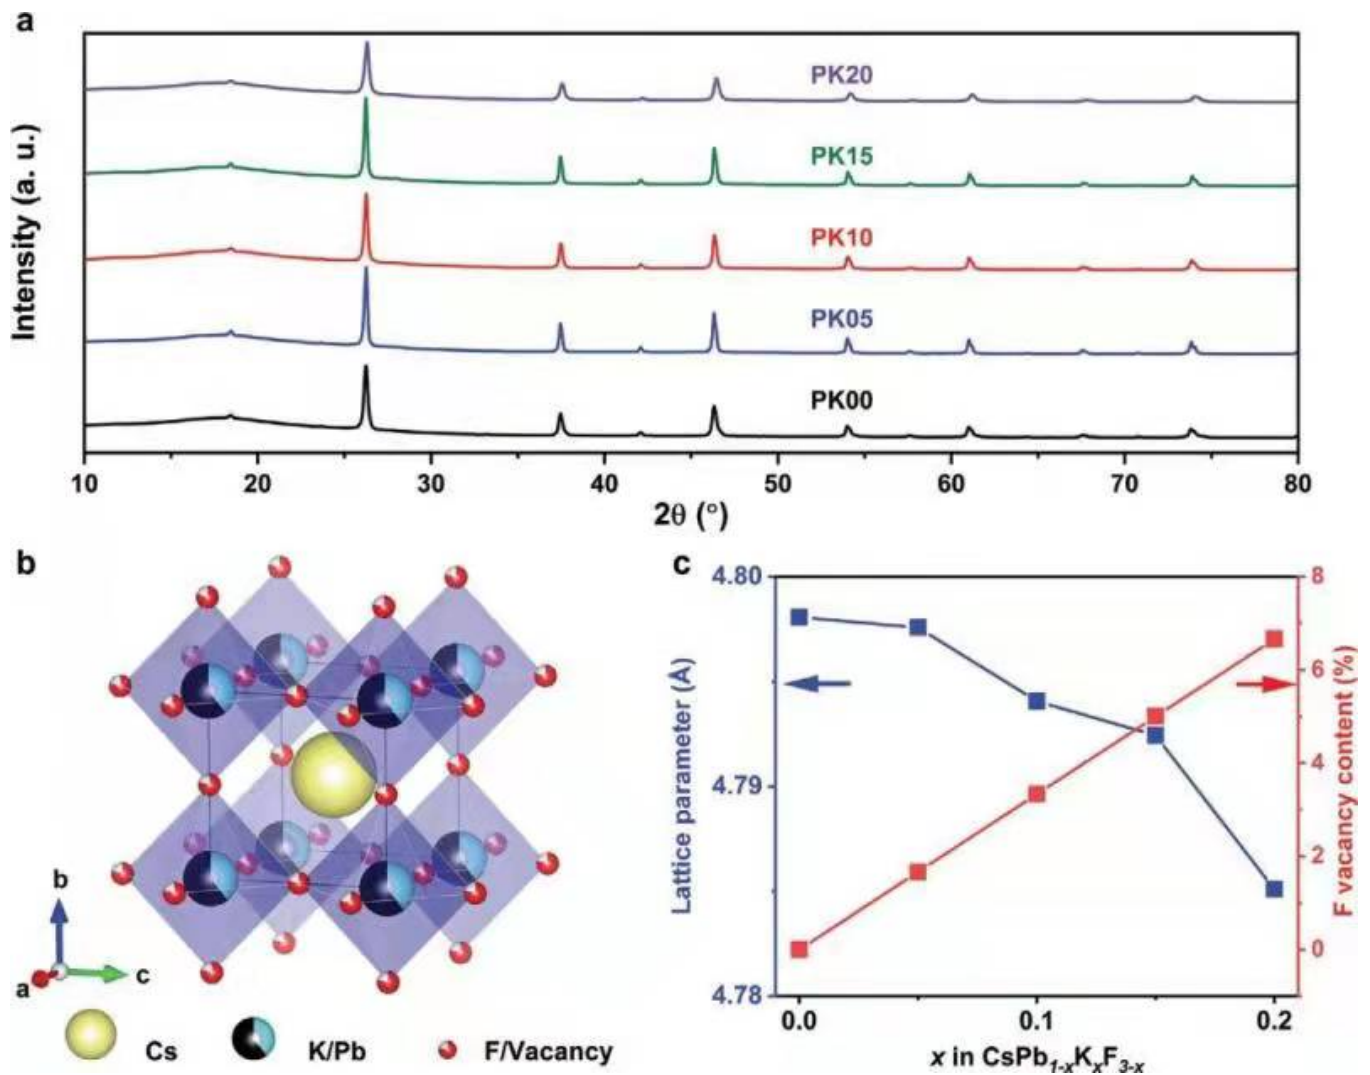 a
Intensity (a. u.)
PK20
PK15
PK10
PK05
PK00
10 20 30 40 50 60 70 80
2θ (°)
b
b
a
c
Cs
K/Pb
F/Vacancy
c
4.80
4.79
4.78
Lattice parameter (Å)
8
6
4
2
0
F vacancy content (%)
0.0 0.1 0.2
x in CsPb1-xKxF3-x